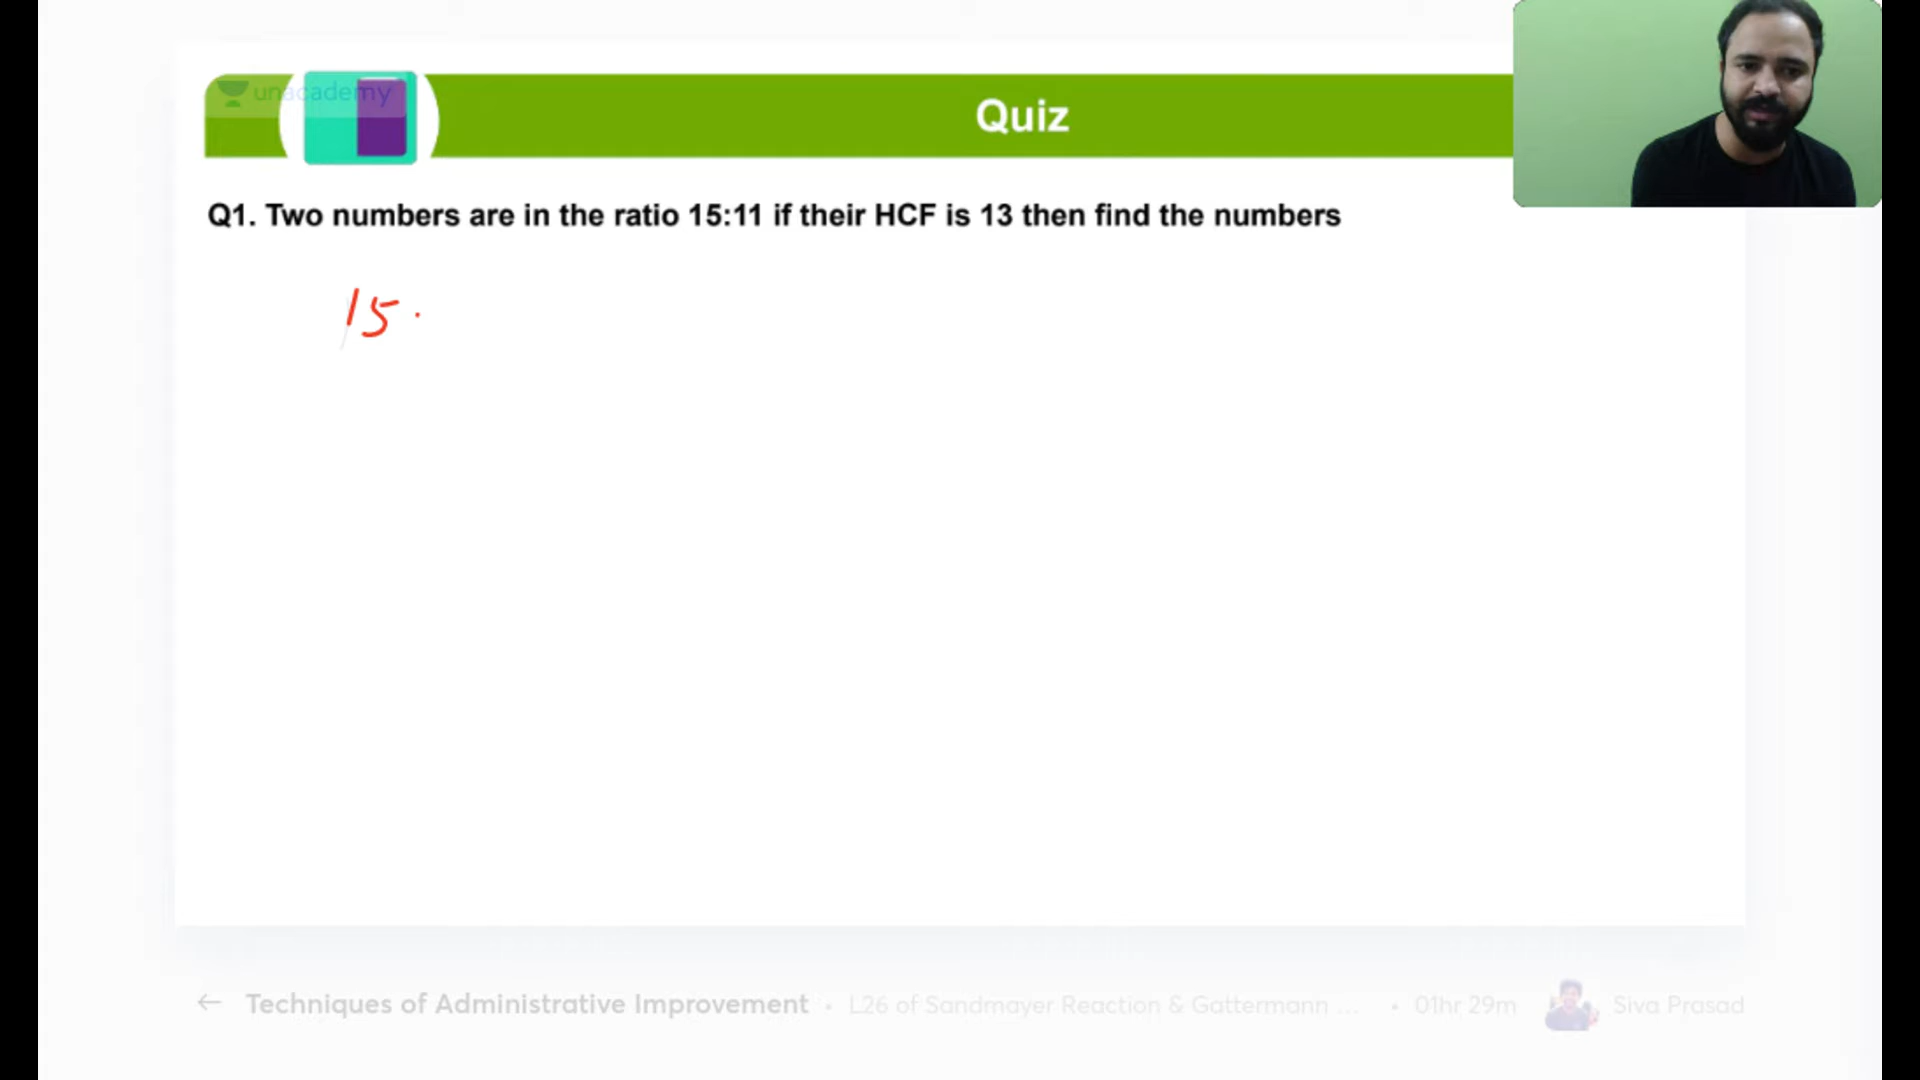 unacademy
Quiz
Q1. Two numbers are in the ratio 15:11 if their HCF is 13 then find the numbers
15 .
← Techniques of Administrative Improvement • L26 of Sandmayer Reaction & Gattermann ... • 01hr 29m Siva Prasad